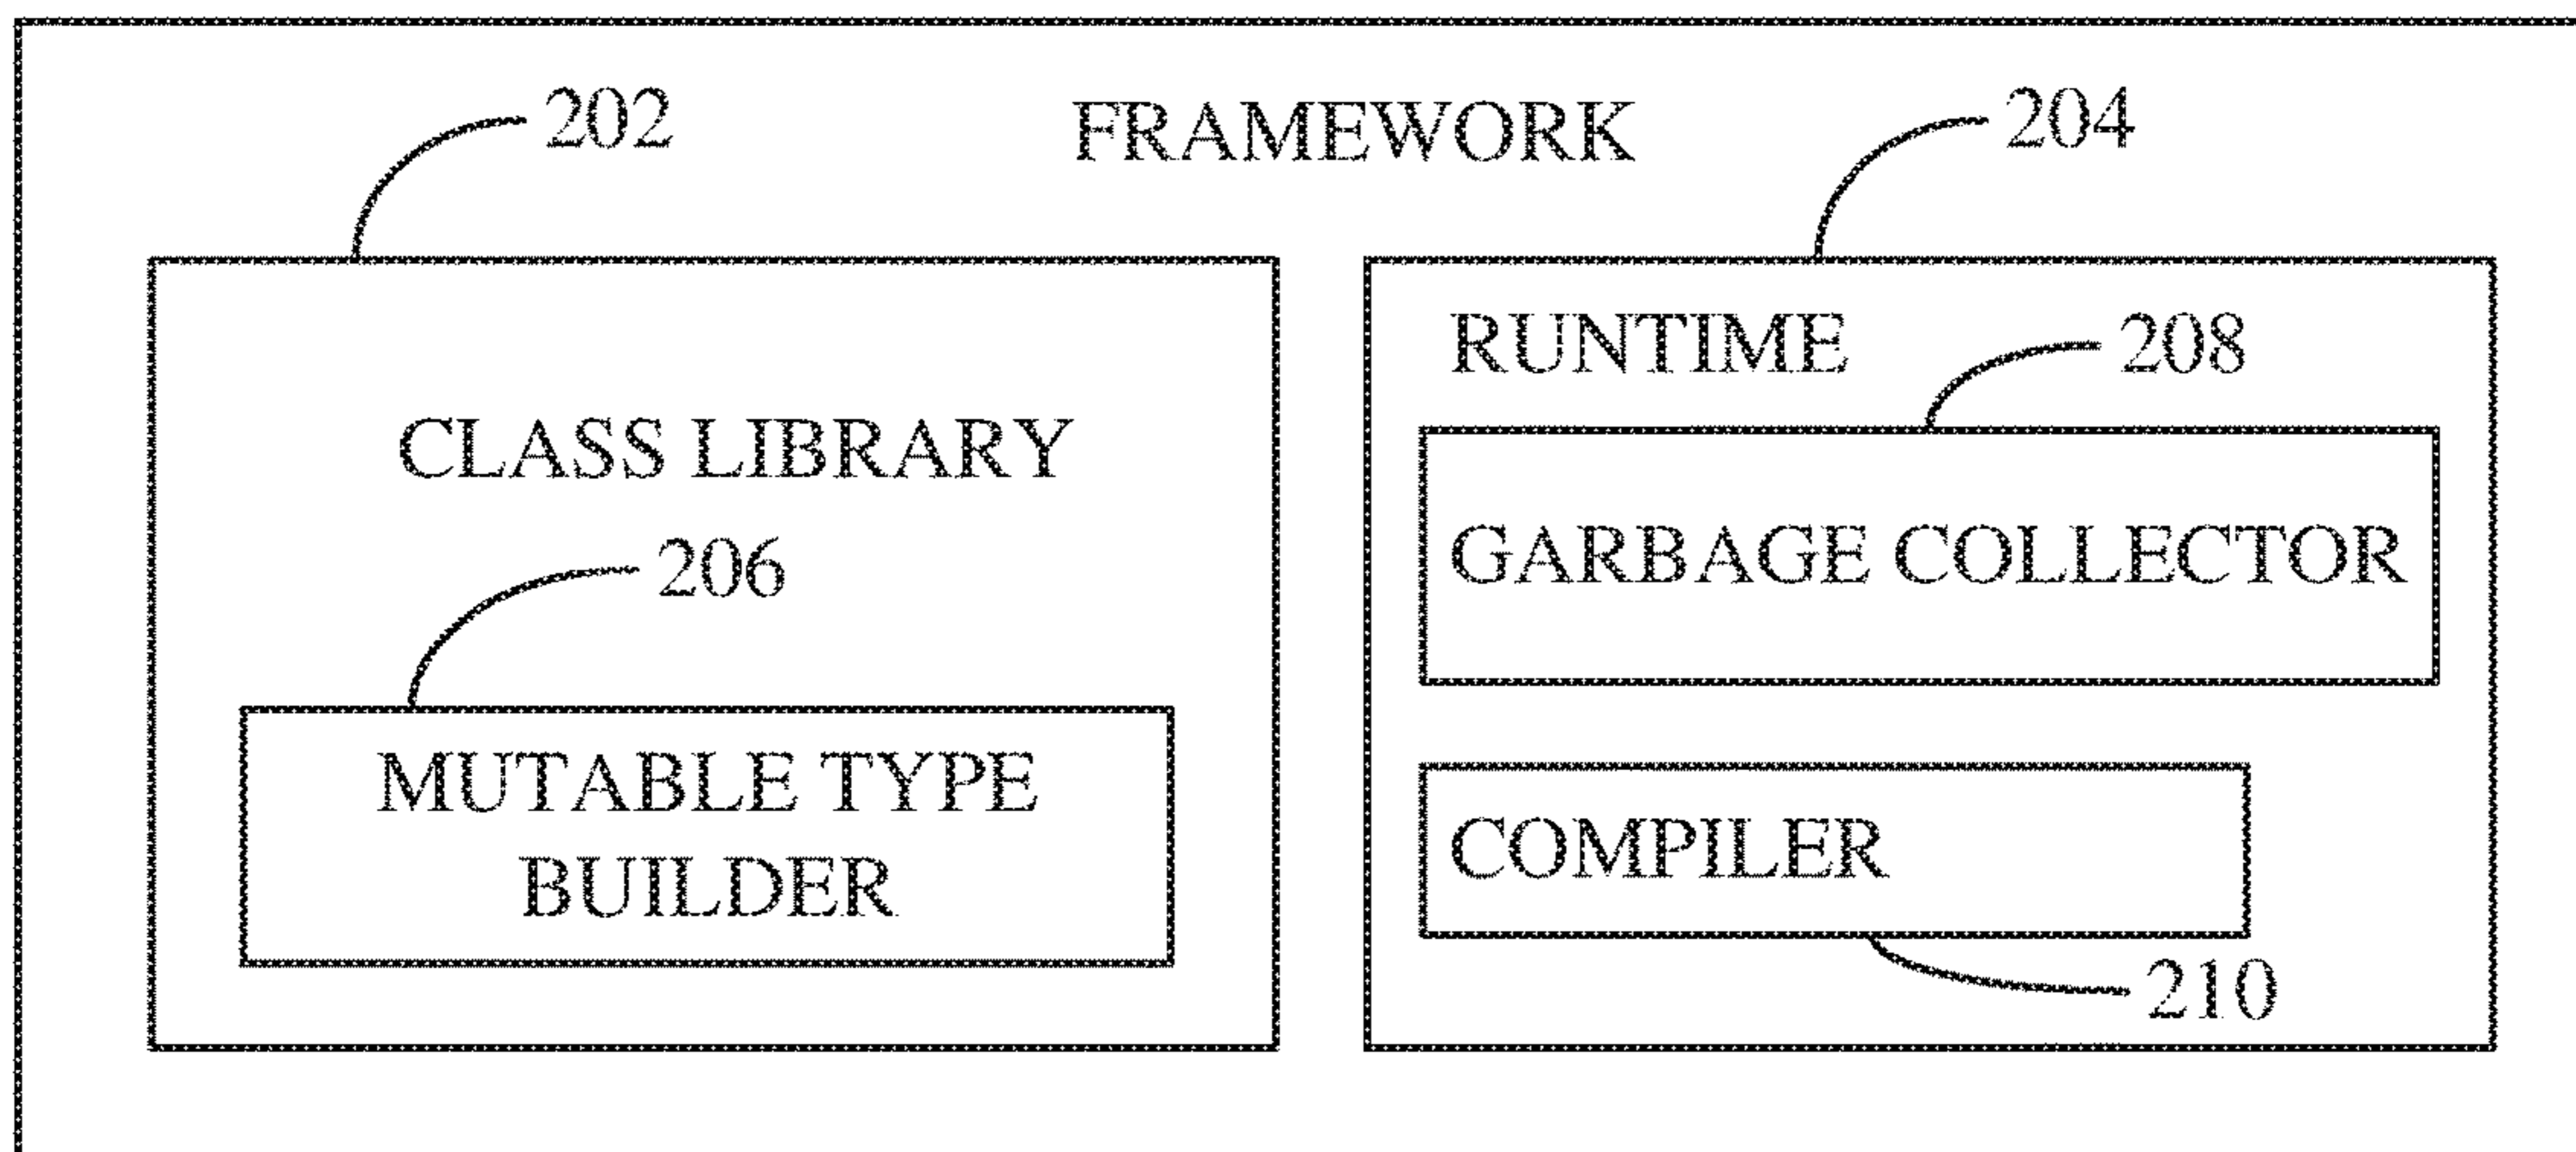 FRAMEWORK
202
204
CLASS LIBRARY
206
MUTABLE TYPE
BUILDER
RUNTIME
208
GARBAGE COLLECTOR
COMPILER
210